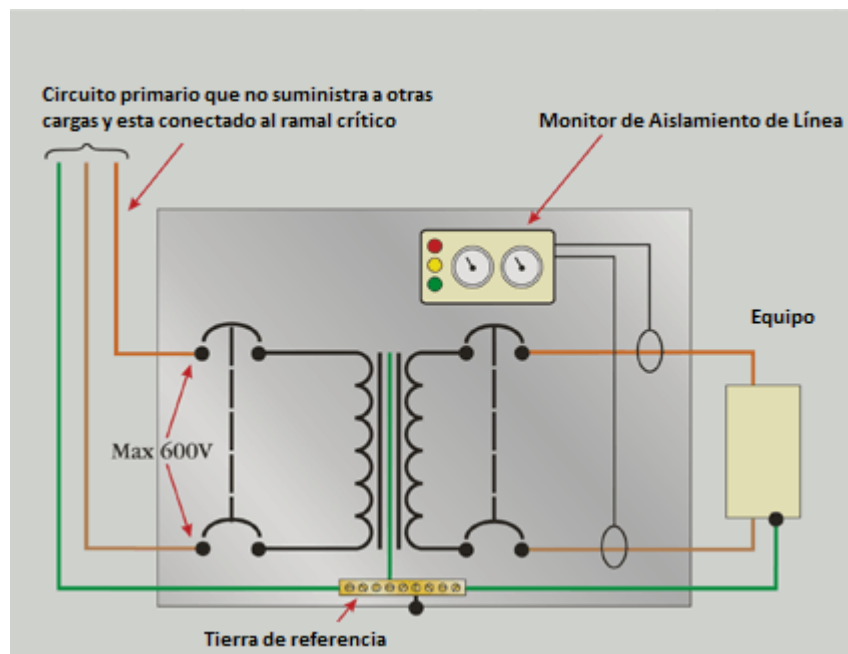 Circuito primario que no suministra a otras
cargas y esta conectado al ramal crítico
Monitor de Aislamiento de Línea
Equipo
Max 600V
Tierra de referencia